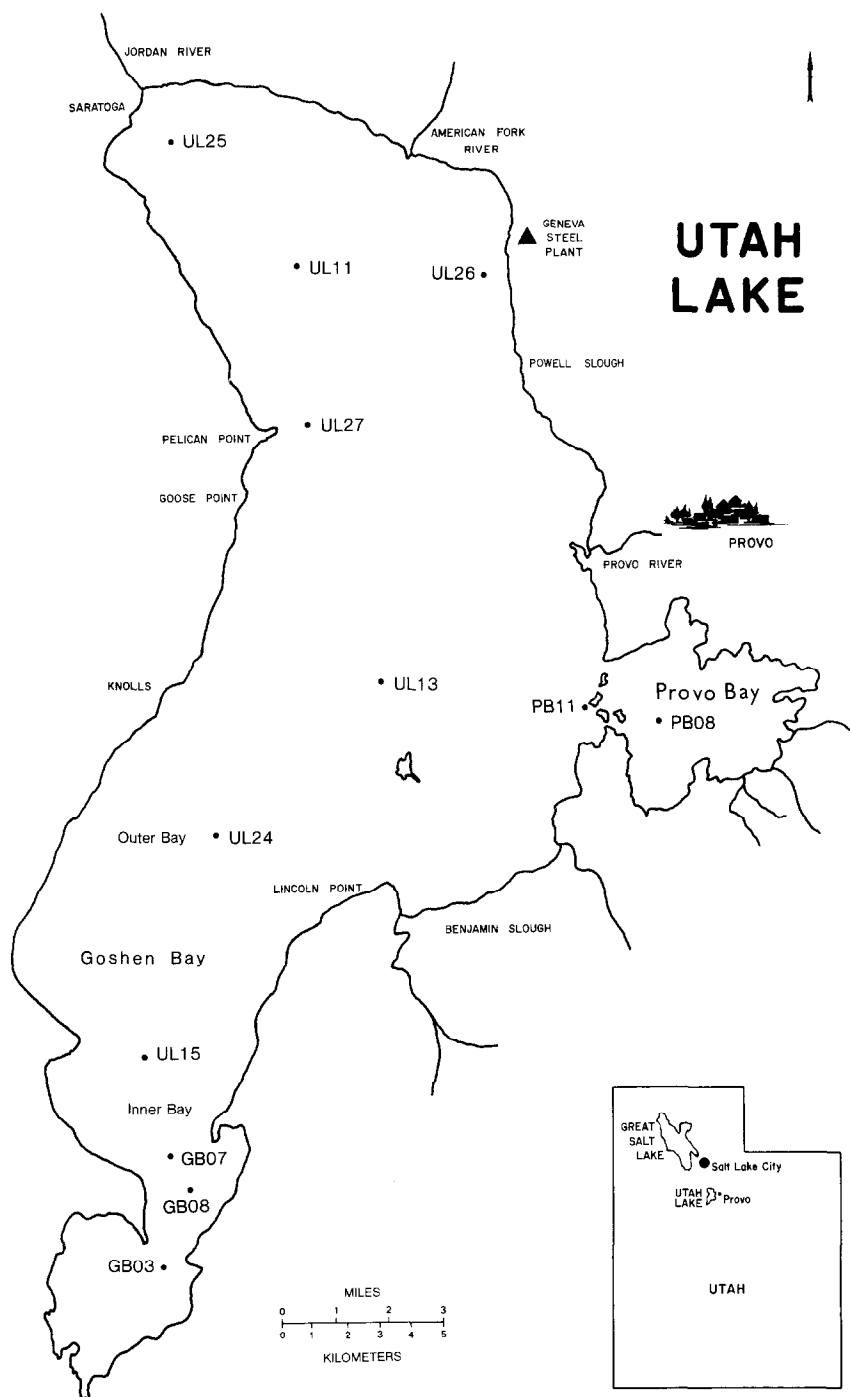 JORDAN RIVER
SARATOGA
UL25
AMERICAN FORK
RIVER
GENEVA
STEEL
PLANT
UTAH
LAKE
UL11
UL26
POWELL SLOUGH
UL27
PELICAN POINT
GOOSE POINT
PROVO
PROVO RIVER
KNOLLS
UL13
Provo Bay
PB11
PB08
Outer Bay
UL24
LINCOLN POINT
BENJAMIN SLOUGH
Goshen Bay
UL15
Inner Bay
GB07
GB08
GB03
GREAT
SALT
LAKE
Salt Lake City
UTAH
LAKE
Provo
UTAH
MILES
0 1 2 3
0 1 2 3 4 5
KILOMETERS